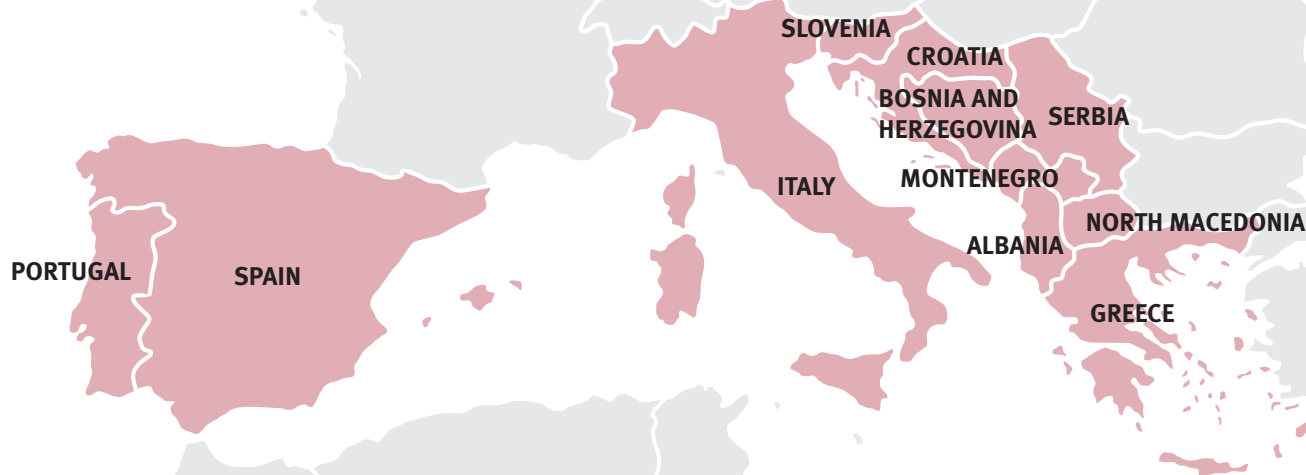 SLOVENIA
CROATIA
BOSNIA AND
HERZEGOVINA
SERBIA
MONTENEGRO
ITALY
NORTH MACEDONIA
ALBANIA
PORTUGAL
SPAIN
GREECE